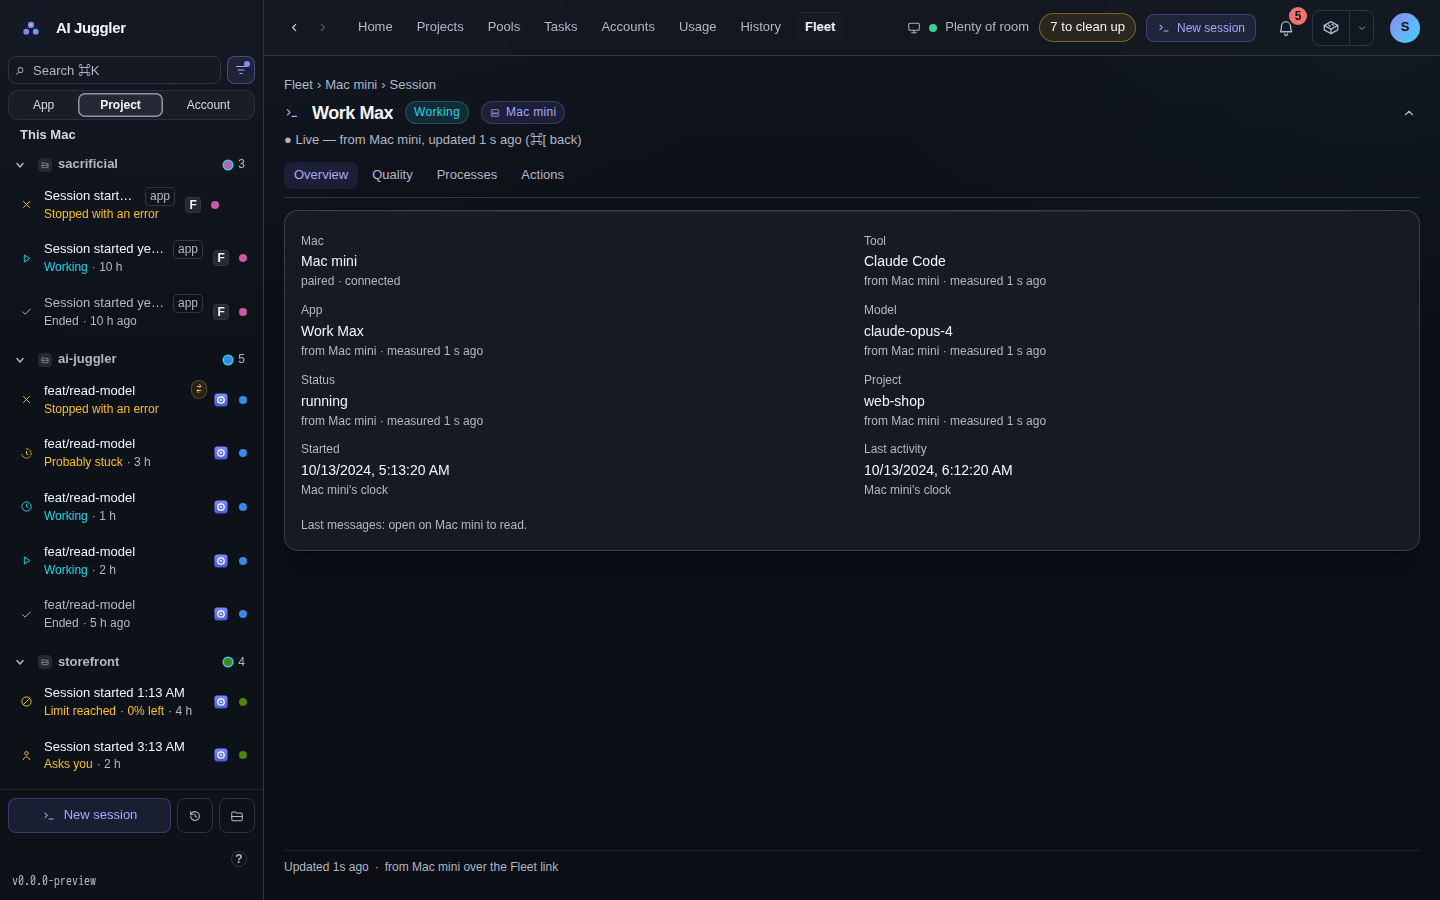 AI Juggler
Search ⌘K
App Project Account
This Mac
sacrificial 3
Session start… app
Stopped with an error
F
Session started ye… app
Working · 10 h
F
Session started ye… app
Ended · 10 h ago
F
ai-juggler 5
feat/read-model
Stopped with an error
feat/read-model
Probably stuck · 3 h
feat/read-model
Working · 1 h
feat/read-model
Working · 2 h
feat/read-model
Ended · 5 h ago
storefront 4
Session started 1:13 AM
Limit reached · 0% left · 4 h
Session started 3:13 AM
Asks you · 2 h
New session
?
v0.0.0-preview
Home Projects Pools Tasks Accounts Usage History Fleet
Plenty of room 7 to clean up New session 5 S
Fleet › Mac mini › Session
Work Max Working Mac mini
● Live — from Mac mini, updated 1 s ago (⌘[ back)
Overview Quality Processes Actions
Mac
Mac mini
paired · connected
Tool
Claude Code
from Mac mini · measured 1 s ago
App
Work Max
from Mac mini · measured 1 s ago
Model
claude-opus-4
from Mac mini · measured 1 s ago
Status
running
from Mac mini · measured 1 s ago
Project
web-shop
from Mac mini · measured 1 s ago
Started
10/13/2024, 5:13:20 AM
Mac mini's clock
Last activity
10/13/2024, 6:12:20 AM
Mac mini's clock
Last messages: open on Mac mini to read.
Updated 1s ago · from Mac mini over the Fleet link